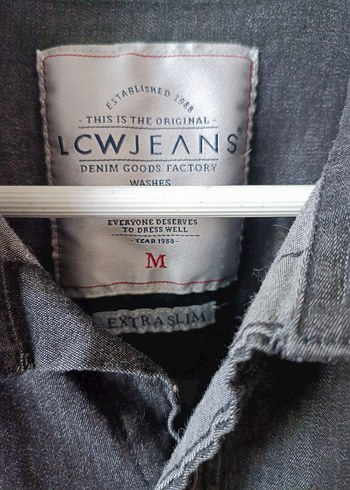 ESTABLISHED 1988
- THIS IS THE ORIGINAL -
LCWJEANS®
DENIM GOODS FACTORY
WASHES
EVERYONE DESERVES
TO DRESS WELL
- YEAR 1988 -
M
EXTRA SLIM